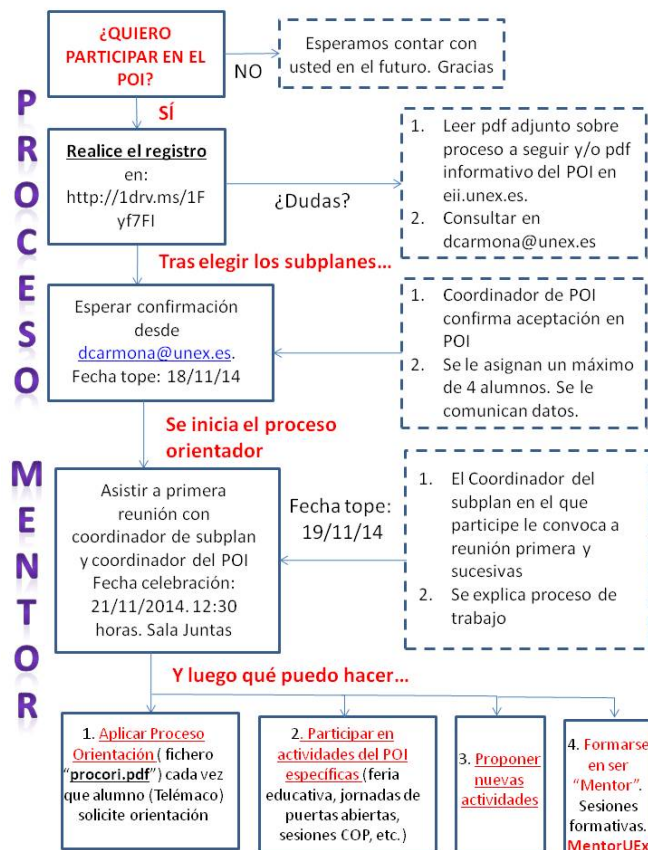 ¿QUIERO
PARTICIPAR EN EL
POI?
NO
Esperamos contar con
usted en el futuro. Gracias
SÍ
PROCESO
Realice el registro
en:
http://1drv.ms/1F
yf7FI
¿Dudas?
1. Leer pdf adjunto sobre
proceso a seguir y/o pdf
informativo del POI en
eii.unex.es.
2. Consultar en
dcarmona@unex.es
Tras elegir los subplanes...
Esperar confirmación
desde
dcarmona@unex.es.
Fecha tope: 18/11/14
1. Coordinador de POI
confirma aceptación en
POI
2. Se le asignan un máximo
de 4 alumnos. Se le
comunican datos.
Se inicia el proceso
orientador
MENTOR
Asistir a primera
reunión con
coordinador de subplan
y coordinador del POI
Fecha celebración:
21/11/2014. 12:30
horas. Sala Juntas
Fecha tope:
19/11/14
1. El Coordinador del
subplan en el que
participe le convoca a
reunión primera y
sucesivas
2. Se explica proceso de
trabajo
Y luego qué puedo hacer...
1. Aplicar Proceso
Orientación ( fichero
"procori.pdf") cada vez
que alumno (Telémaco)
solicite orientación
2. Participar en
actividades del POI
específicas (feria
educativa, jornadas de
puertas abiertas,
sesiones COP, etc.)
3. Proponer
nuevas
actividades
4. Formarse
en ser
"Mentor".
Sesiones
formativas.
MentorUEx